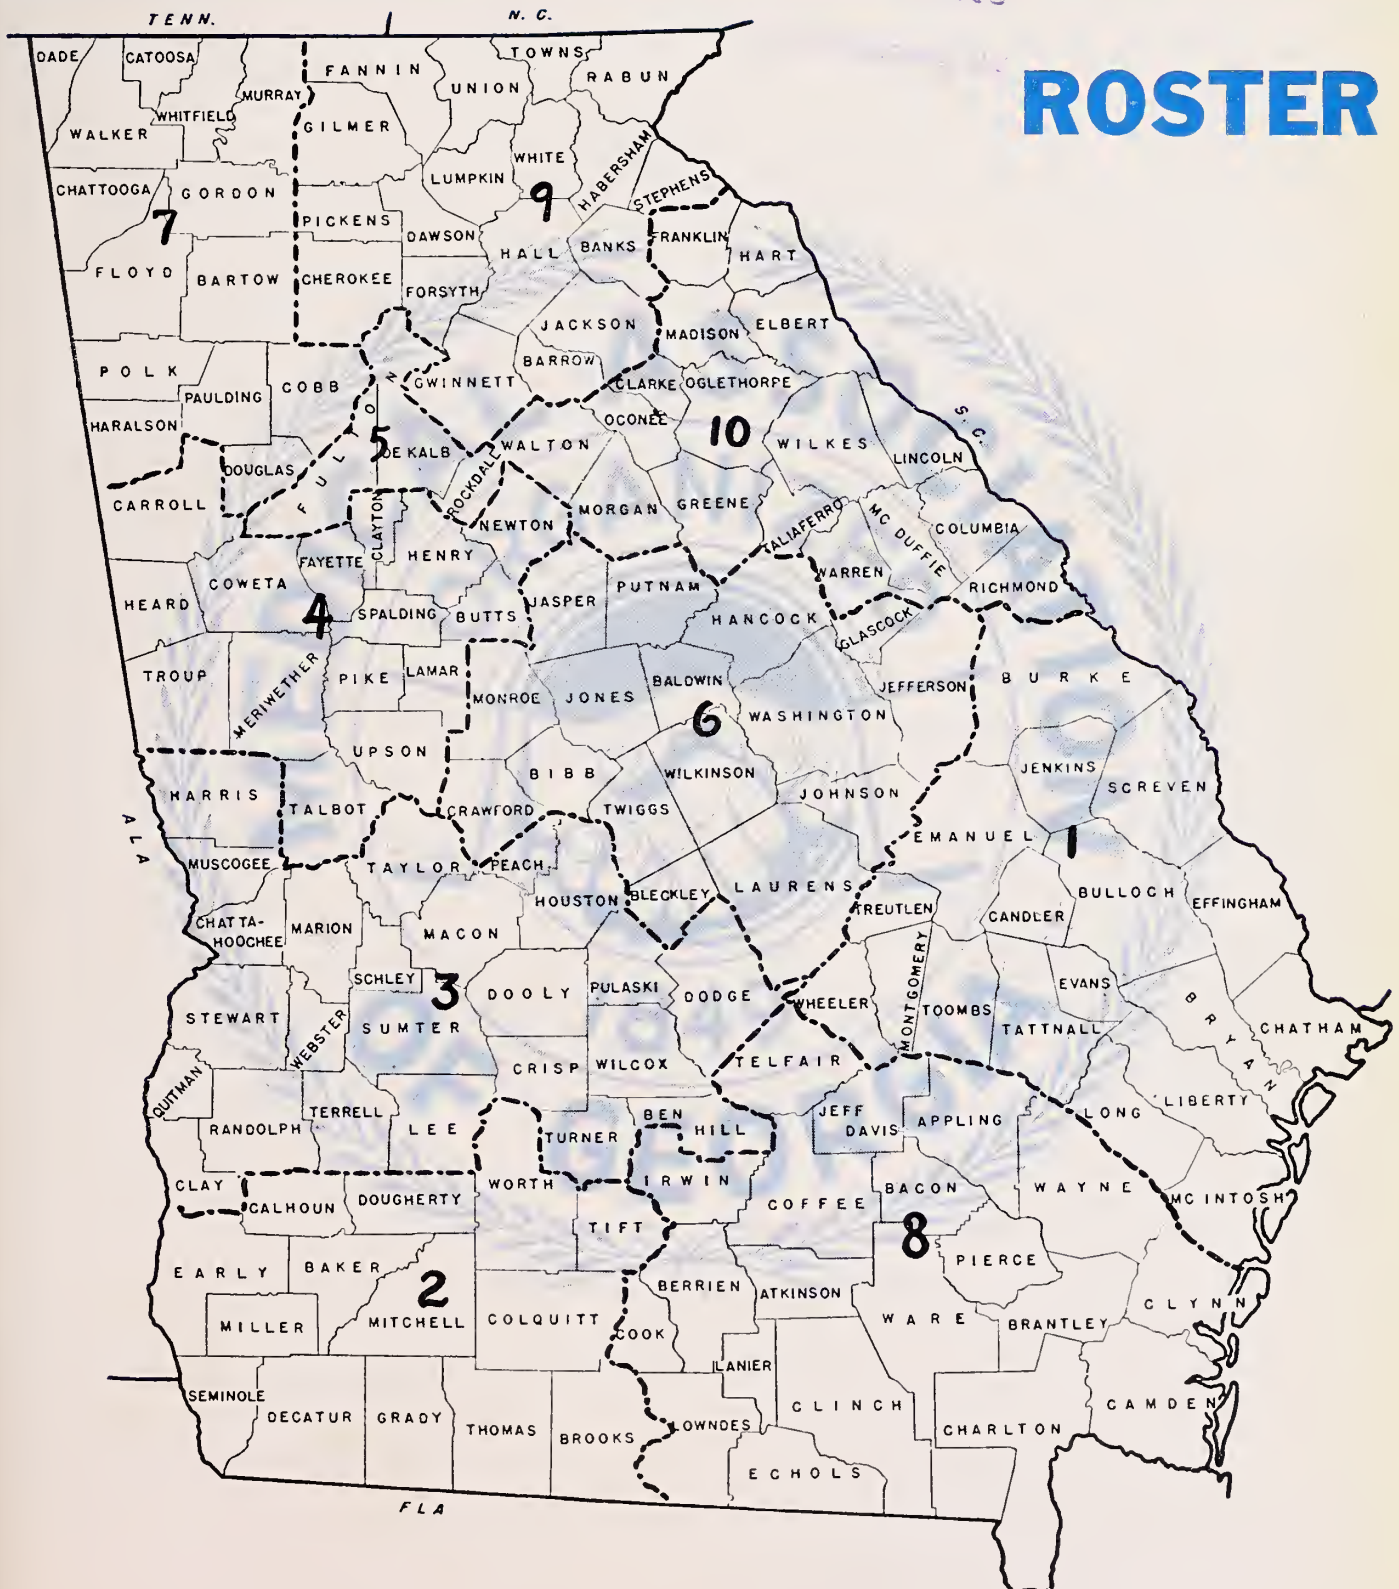 TENN.
N. C.
ROSTER
DADE
CATOOSA
FANNIN
TOWNS
RABUN
UNION
MURRAY
WHITFIELD
WALKER
GILMER
WHITE
HABERSHAM
LUMPKIN
STEPHENS
CHATTOOGA
GORDON
9
7
PICKENS
DAWSON
HALL
BANKS
FRANKLIN
HART
FLOYD
BARTOW
CHEROKEE
FORSYTH
JACKSON
MADISON
ELBERT
POLK
PAULDING
COBB
GWINNETT
BARROW
CLARKE
OGLETHORPE
HARALSON
FULTON
5
DE KALB
WALTON
OCONEE
10
WILKES
S. C.
LINCOLN
DOUGLAS
ROCKDALE
CARROLL
CLAYTON
NEWTON
MORGAN
GREENE
TALIAFERRO
MC DUFFIE
COLUMBIA
FAYETTE
HENRY
WARREN
RICHMOND
HEARD
COWETA
4
SPALDING
BUTTS
JASPER
PUTNAM
HANCOCK
GLASCOCK
TROUP
MERIWETHER
PIKE
LAMAR
MONROE
JONES
BALDWIN
6
WASHINGTON
JEFFERSON
BURKE
UPSON
BIBB
WILKINSON
JENKINS
SCREVEN
HARRIS
TALBOT
CRAWFORD
TWIGGS
JOHNSON
ALA
EMANUEL
1
MUSCOGEE
TAYLOR
PEACH
HOUSTON
BLECKLEY
LAURENS
TREUTLEN
CANDLER
BULLOCH
EFFINGHAM
CHATTA-
HOOCHEE
MARION
MACON
SCHLEY
3
DOOLY
PULASKI
DODGE
WHEELER
MONTGOMERY
TOOMBS
EVANS
TATTNALL
BRYAN
CHATHAM
STEWART
WEBSTER
SUMTER
CRISP
WILCOX
TELFAIR
QUITMAN
RANDOLPH
TERRELL
LEE
TURNER
BEN
HILL
JEFF
DAVIS
APPLING
LONG
LIBERTY
CLAY
CALHOUN
DOUGHERTY
WORTH
IRWIN
COFFEE
BACON
WAYNE
MC INTOSH
TIFT
8
EARLY
BAKER
2
PIERCE
BERRIEN
ATKINSON
MILLER
MITCHELL
COLQUITT
COOK
WARE
BRANTLEY
GLYNN
LANIER
SEMINOLE
DECATUR
GRADY
THOMAS
BROOKS
LOWNDES
CLINCH
CHARLTON
CAMDEN
ECHOLS
FLA